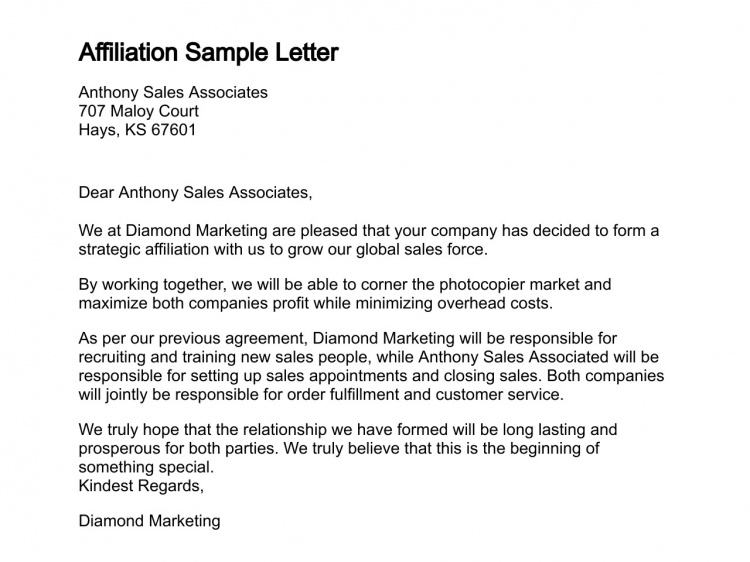 Affiliation Sample Letter
Anthony Sales Associates
707 Maloy Court
Hays, KS 67601
Dear Anthony Sales Associates,
We at Diamond Marketing are pleased that your company has decided to form a
strategic affiliation with us to grow our global sales force.
By working together, we will be able to corner the photocopier market and
maximize both companies profit while minimizing overhead costs.
As per our previous agreement, Diamond Marketing will be responsible for
recruiting and training new sales people, while Anthony Sales Associated will be
responsible for setting up sales appointments and closing sales. Both companies
will jointly be responsible for order fulfillment and customer service.
We truly hope that the relationship we have formed will be long lasting and
prosperous for both parties. We truly believe that this is the beginning of
something special.
Kindest Regards,
Diamond Marketing